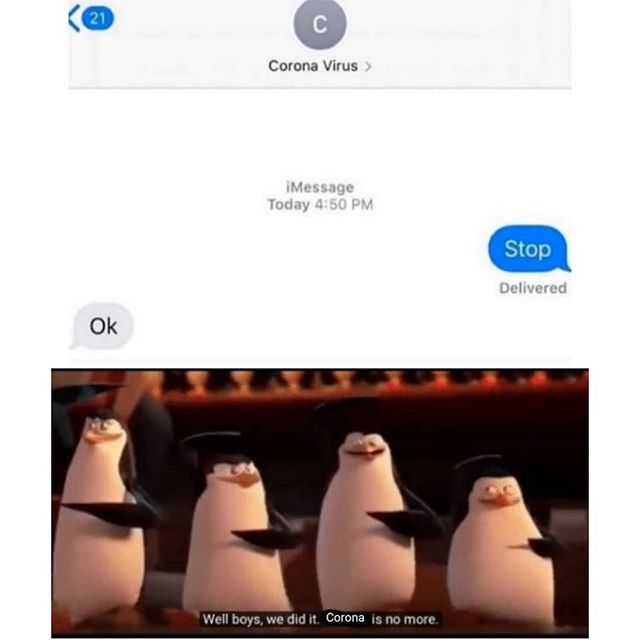 21
C
Corona Virus >
iMessage
Today 4:50 PM
Stop
Delivered
Ok
Well boys, we did it. Corona is no more.